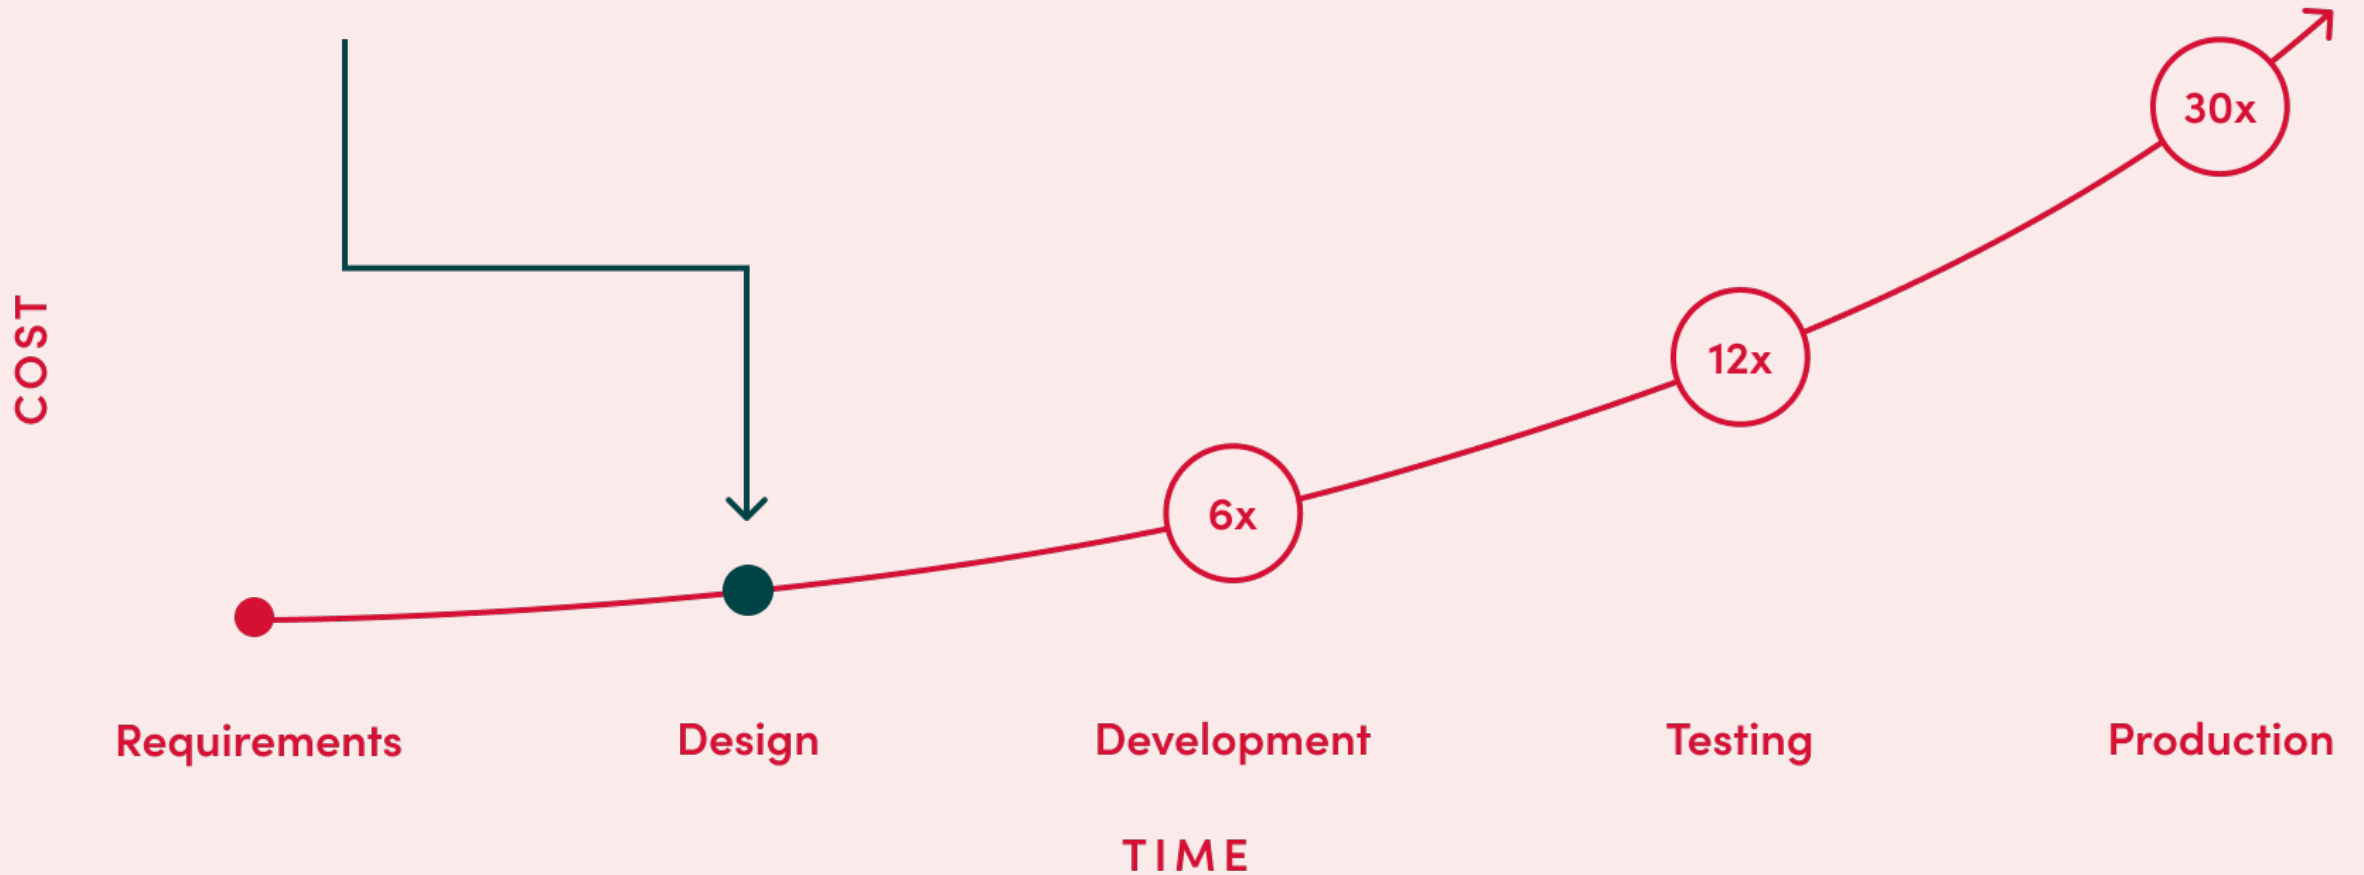 COST
30x
12x
6x
Requirements Design Development Testing Production
TIME